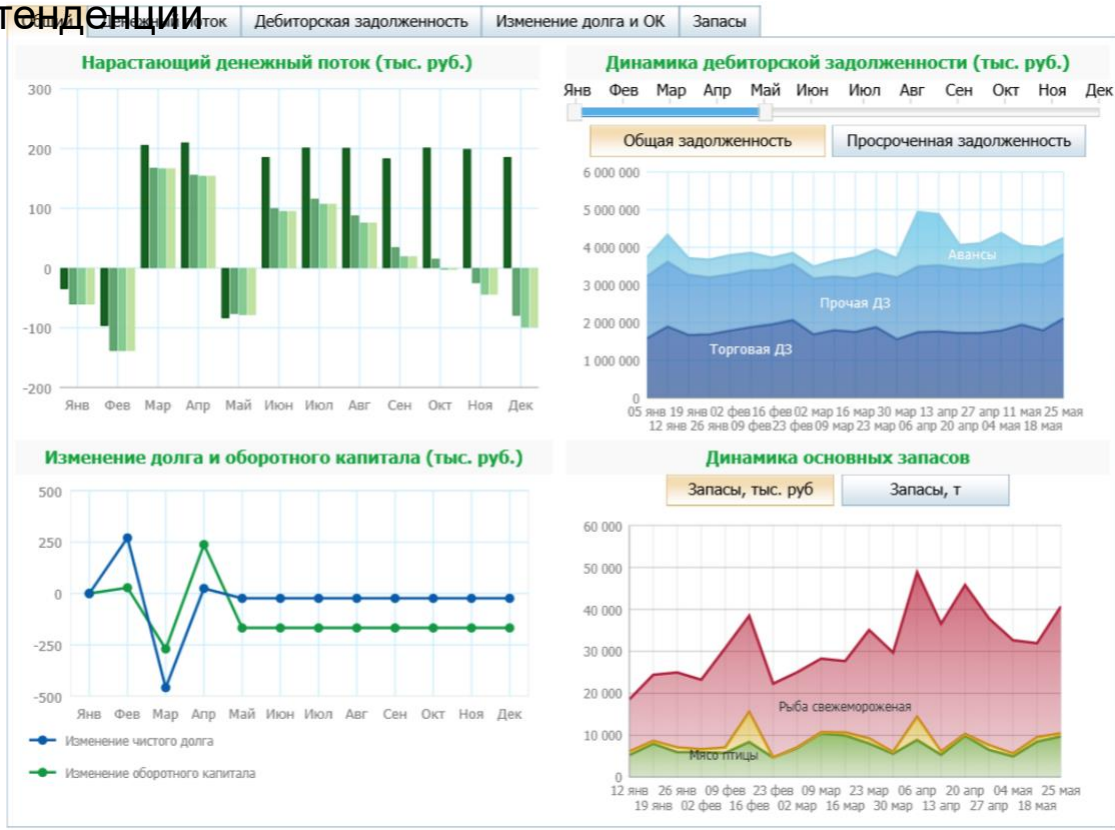 тенденции
Общий Денежный поток Дебиторская задолженность Изменение долга и ОК Запасы
Нарастающий денежный поток (тыс. руб.)
300
200
100
0
-100
-200
Янв Фев Мар Апр Май Июн Июл Авг Сен Окт Ноя Дек
Динамика дебиторской задолженности (тыс. руб.)
Янв Фев Мар Апр Май Июн Июл Авг Сен Окт Ноя Дек
Общая задолженность Просроченная задолженность
6 000 000
5 000 000
4 000 000
3 000 000
2 000 000
1 000 000
0
Авансы
Прочая ДЗ
Торговая ДЗ
05 янв 19 янв 02 фев 16 фев 02 мар 16 мар 30 мар 13 апр 27 апр 11 мая 25 мая
12 янв 26 янв 09 фев 23 фев 09 мар 23 мар 06 апр 20 апр 04 мая 18 мая
Изменение долга и оборотного капитала (тыс. руб.)
500
250
0
-250
-500
Янв Фев Мар Апр Май Июн Июл Авг Сен Окт Ноя Дек
Изменение чистого долга
Изменение оборотного капитала
Динамика основных запасов
Запасы, тыс. руб Запасы, т
60 000
50 000
40 000
30 000
20 000
10 000
0
Рыба свежемороженая
Мясо птицы
12 янв 26 янв 09 фев 23 фев 09 мар 23 мар 06 апр 20 апр 04 мая 25 мая
19 янв 02 фев 16 фев 02 мар 16 мар 30 мар 13 апр 27 апр 18 мая